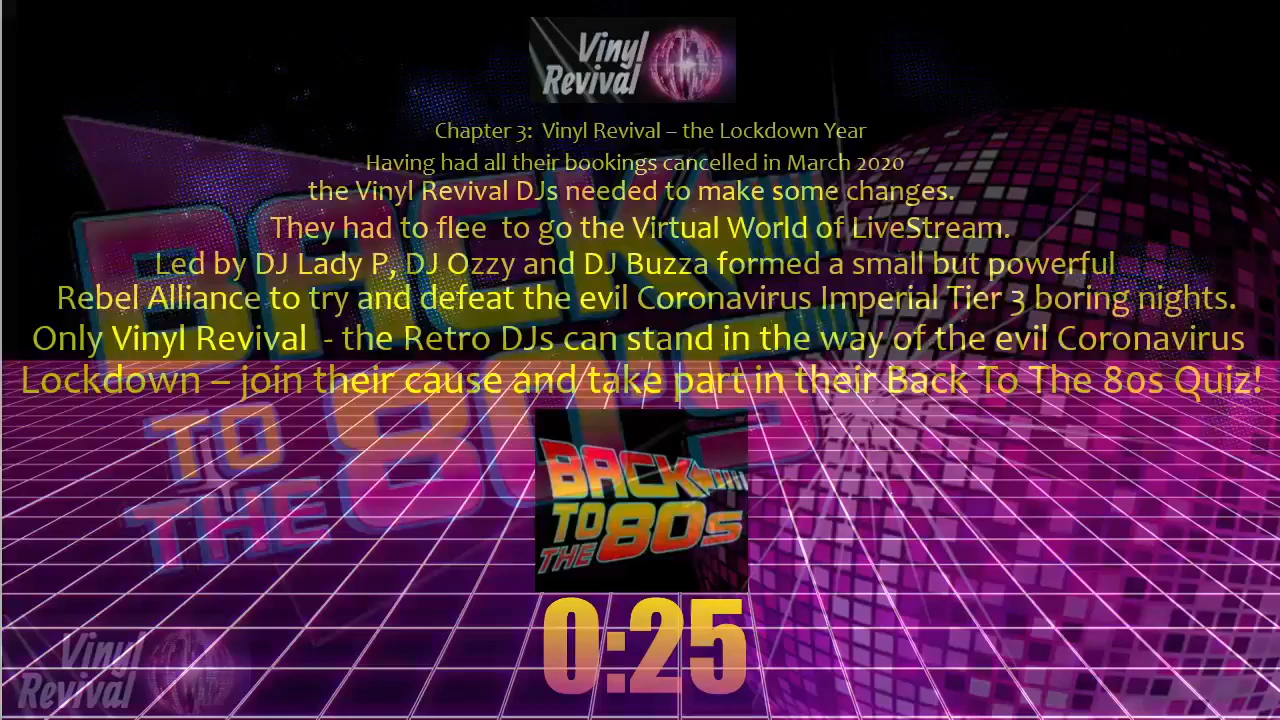 Vinyl
Revival
Chapter 3:  Vinyl Revival – the Lockdown Year
Having had all their bookings cancelled in March 2020
the Vinyl Revival DJs needed to make some changes.
They had to flee  to go the Virtual World of LiveStream.
Led by DJ Lady P, DJ Ozzy and DJ Buzza formed a small but powerful
Rebel Alliance to try and defeat the evil Coronavirus Imperial Tier 3 boring nights.
Only Vinyl Revival  - the Retro DJs can stand in the way of the evil Coronavirus
Lockdown – join their cause and take part in their Back To The 80s Quiz!
BACK
TO
THE 80's
BACK
TO
THE 80s
0:25
Vinyl
Revival